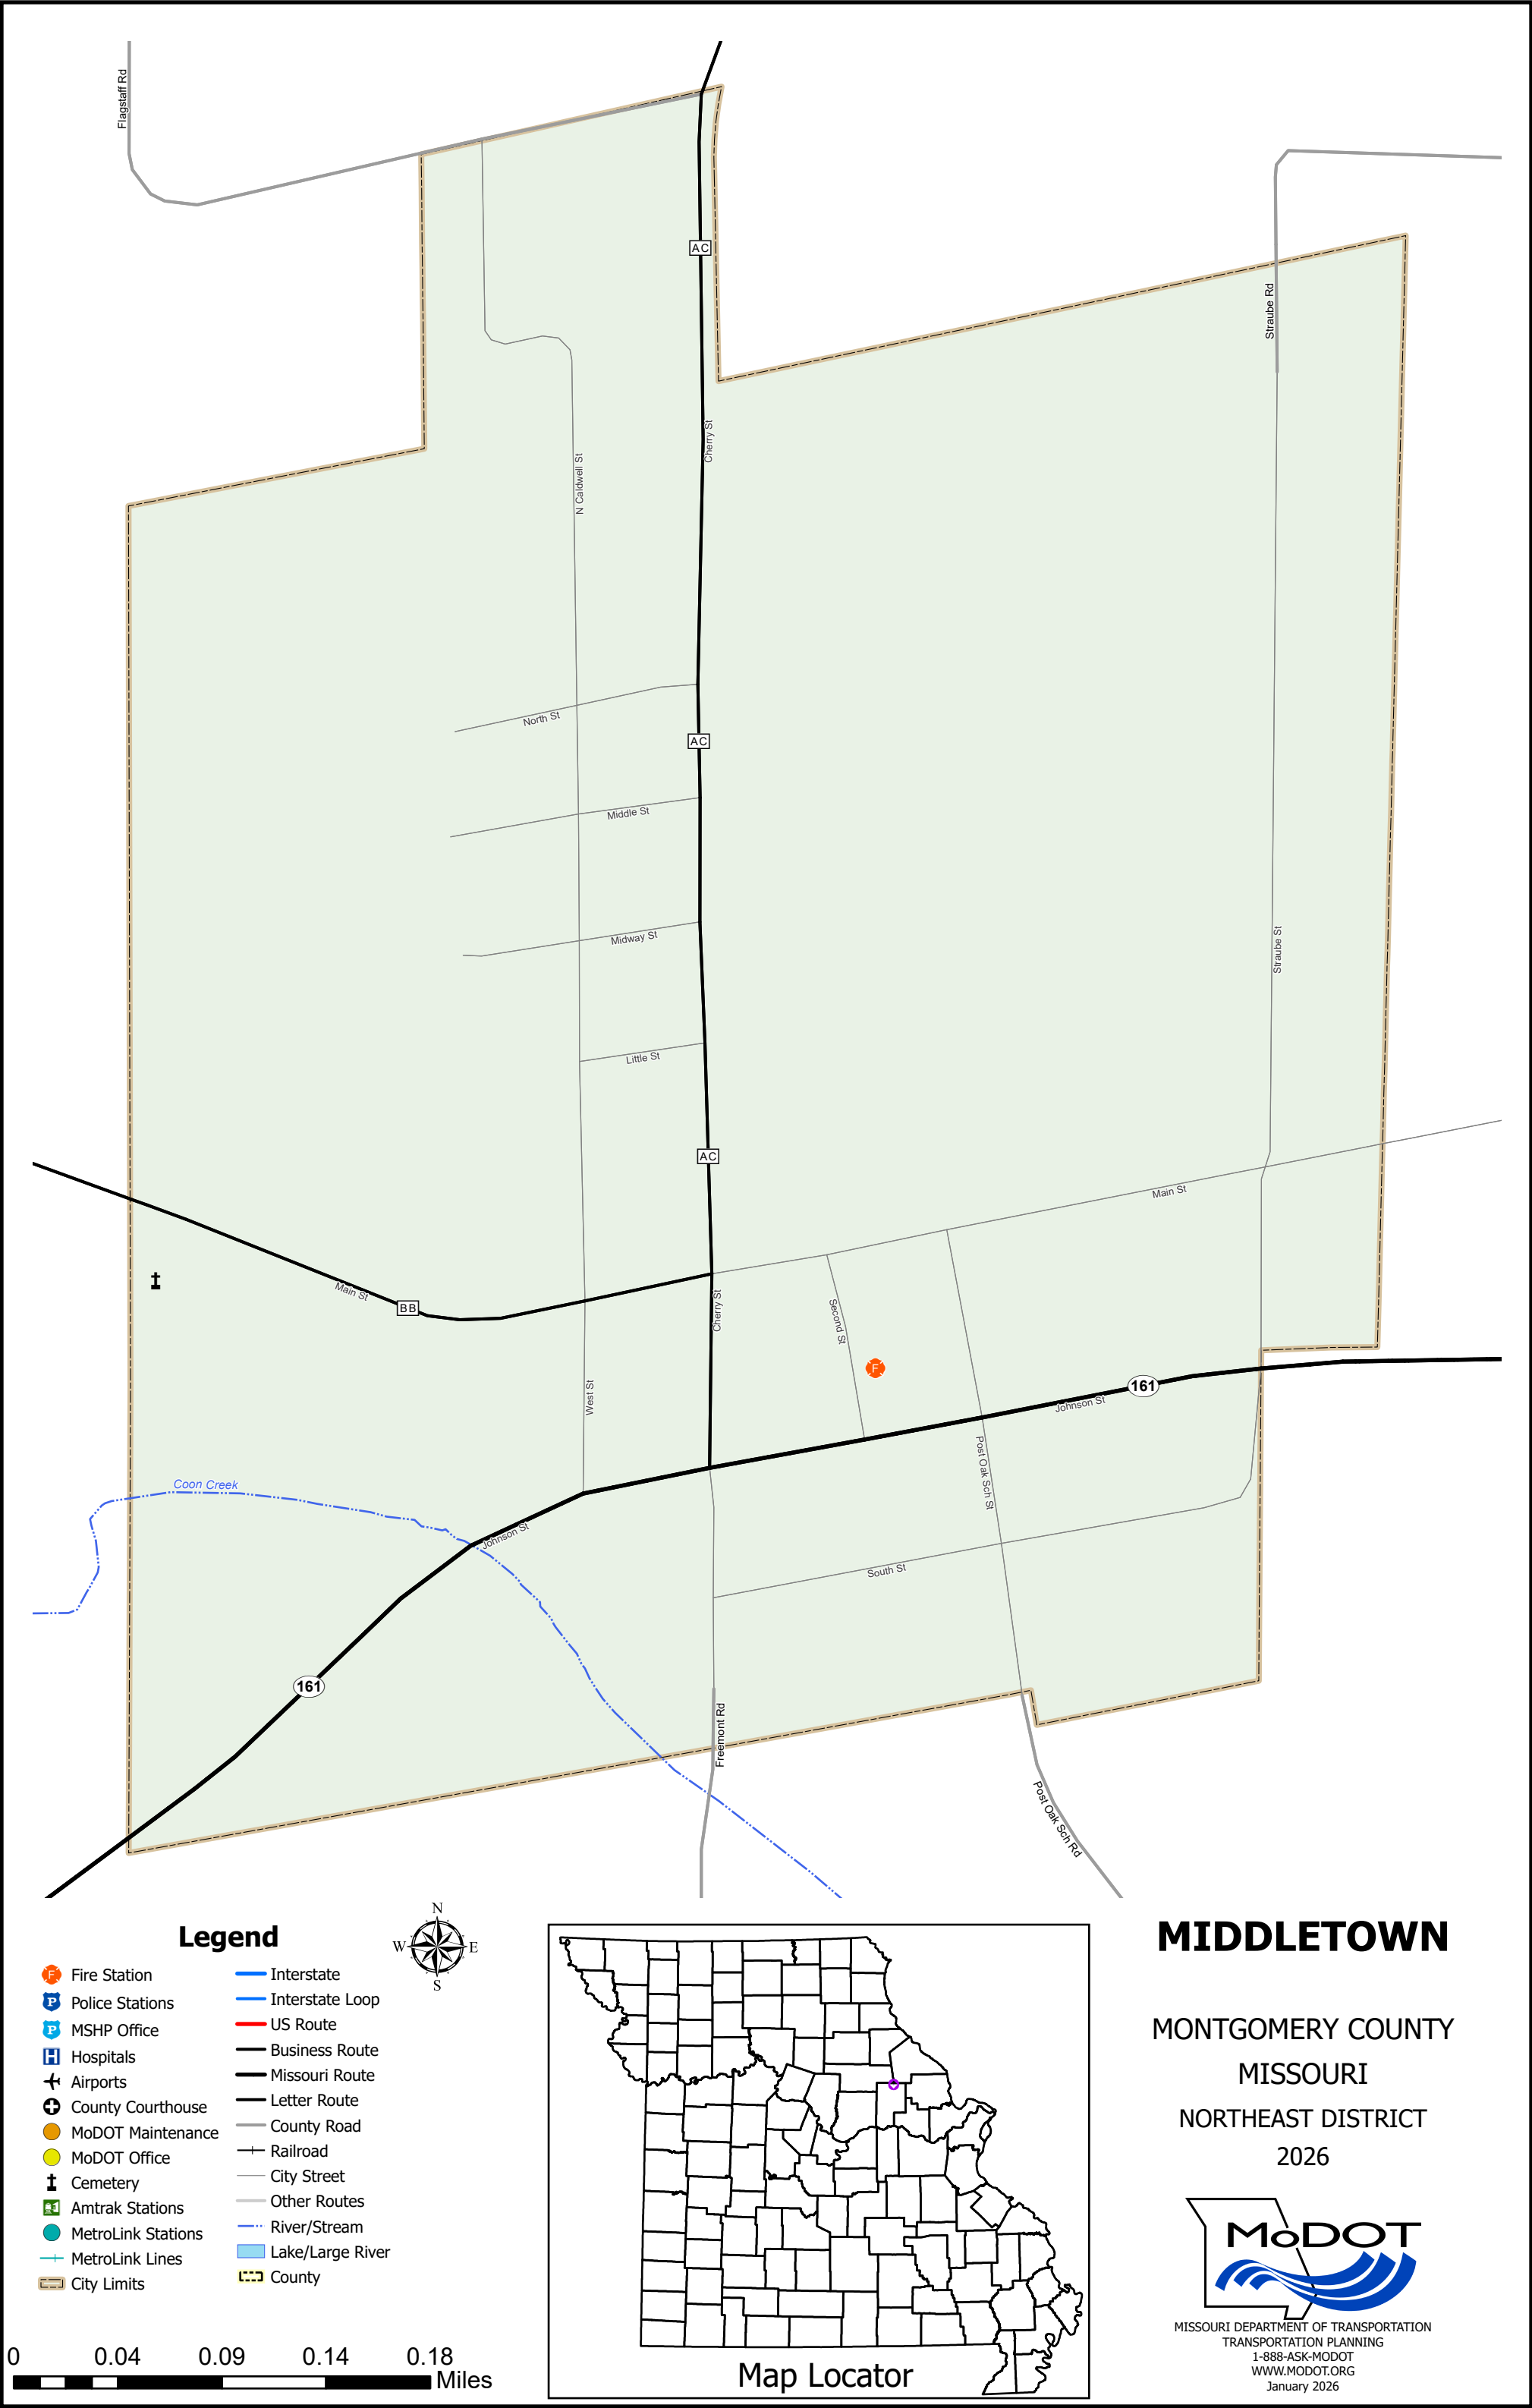 Flagstaff Rd
AC
Straube Rd
Cherry St
N Caldwell St
North St
AC
Middle St
Midway St
Straube St
Little St
AC
Main St
Main St
BB
Cherry St
Second St
F
161
Johnson St
West St
Post Oak Sch St
Coon Creek
Johnson St
South St
161
Freemont Rd
Post Oak Sch Rd
Legend
N
W
E
S
F Fire Station
P Police Stations
P MSHP Office
H Hospitals
Airports
County Courthouse
MoDOT Maintenance
MoDOT Office
Cemetery
Amtrak Stations
MetroLink Stations
MetroLink Lines
City Limits
Interstate
Interstate Loop
US Route
Business Route
Missouri Route
Letter Route
County Road
Railroad
City Street
Other Routes
River/Stream
Lake/Large River
County
0 0.04 0.09 0.14 0.18
Miles
Map Locator
MIDDLETOWN
MONTGOMERY COUNTY
MISSOURI
NORTHEAST DISTRICT
2026
MoDOT
MISSOURI DEPARTMENT OF TRANSPORTATION
TRANSPORTATION PLANNING
1-888-ASK-MODOT
WWW.MODOT.ORG
January 2026